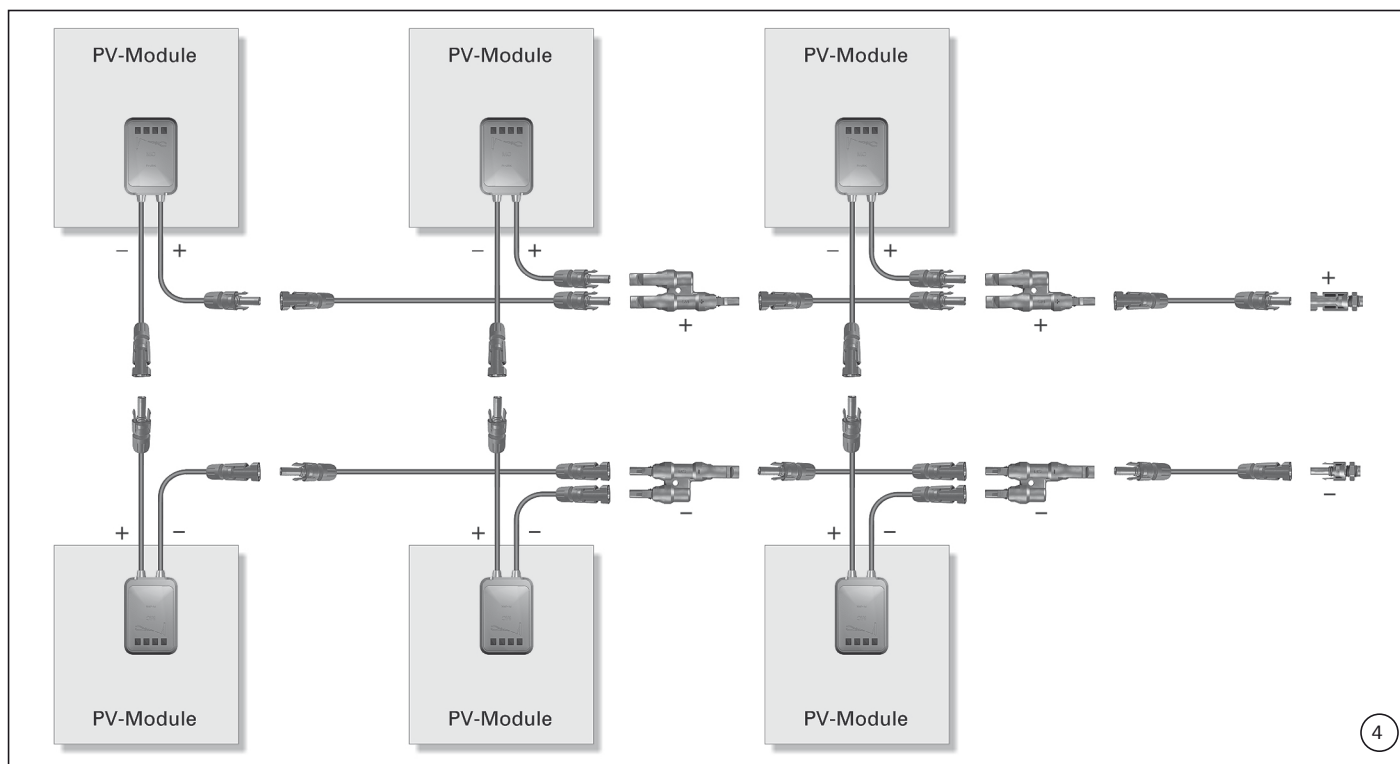 PV-Module PV-Module PV-Module
– + – + – +
+
+ +
– –
–
+ – + – + –
PV-Module PV-Module PV-Module
4